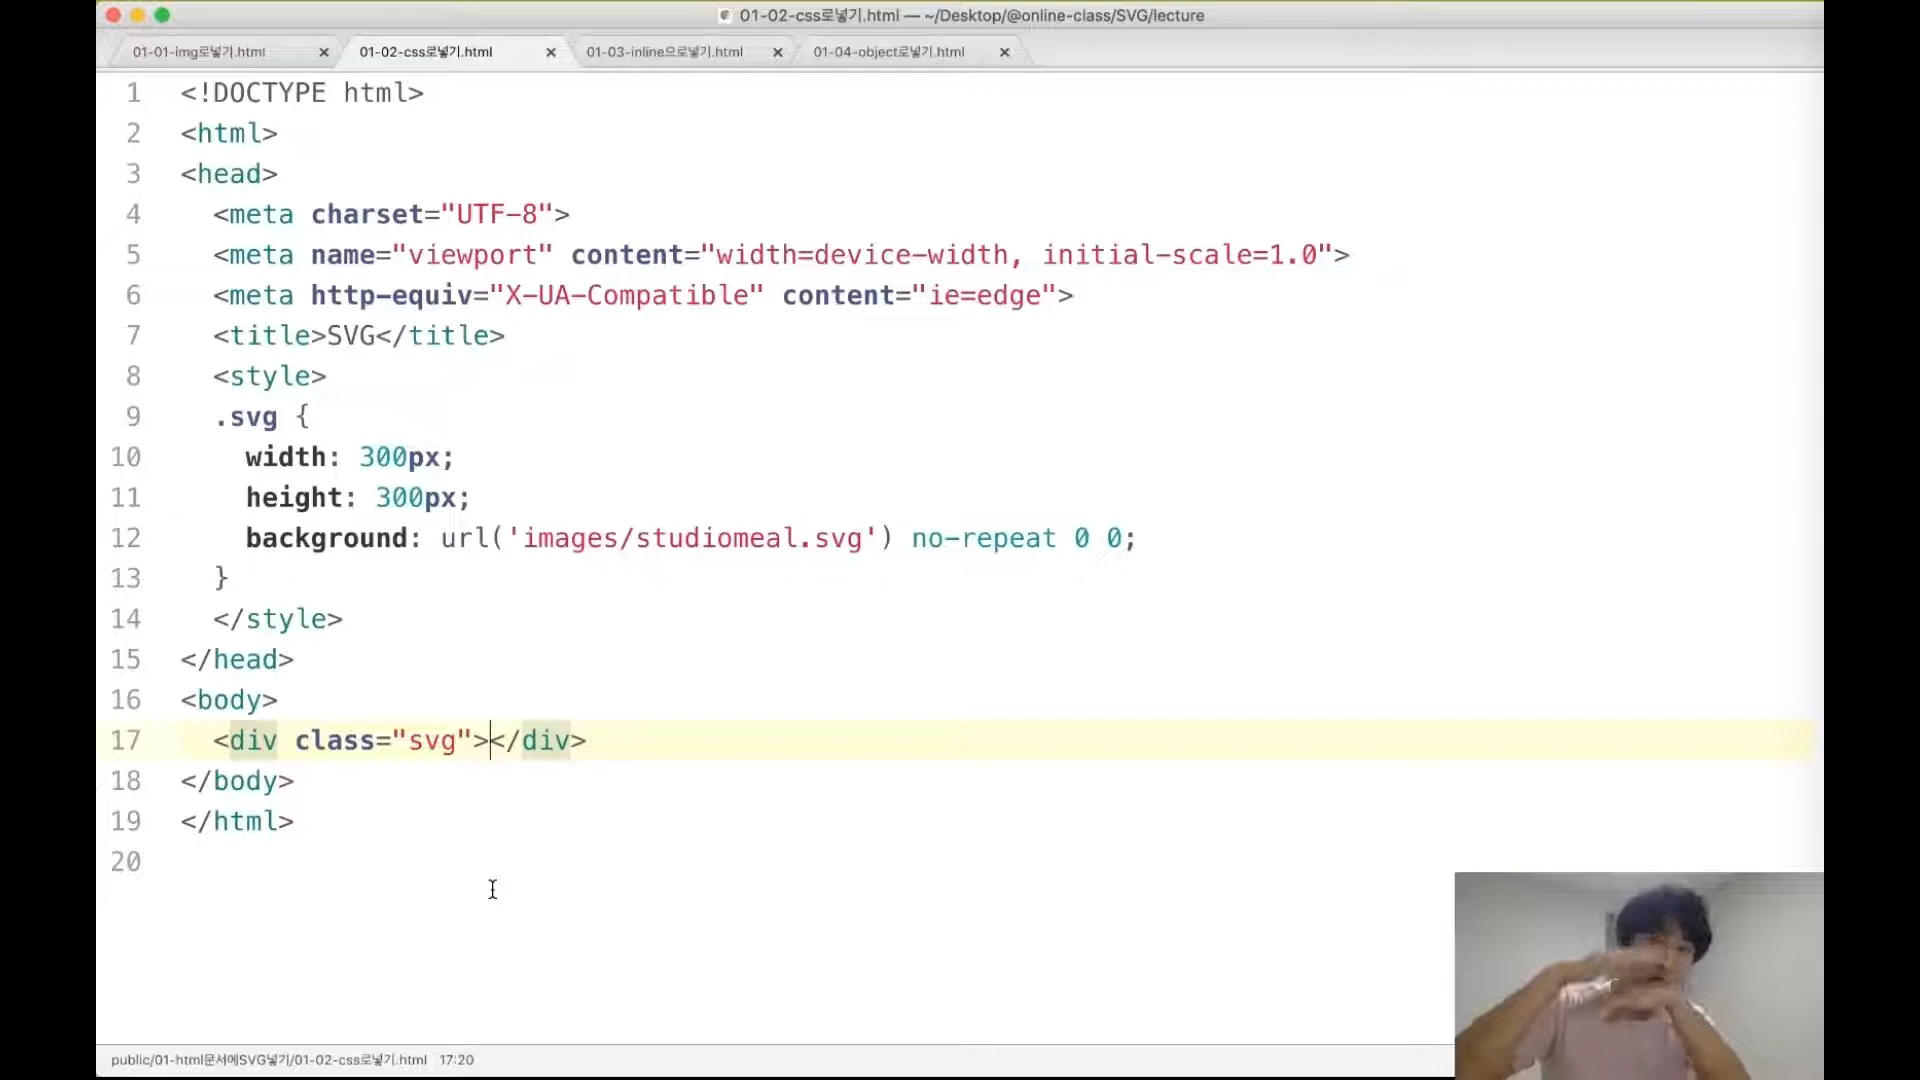 01-02-css로넣기.html — ~/Desktop/@online-class/SVG/lecture
01-01-img로넣기.html × 01-02-css로넣기.html × 01-03-inline으로넣기.html × 01-04-object로넣기.html ×
1 <!DOCTYPE html>
2 <html>
3 <head>
4 <meta charset="UTF-8">
5 <meta name="viewport" content="width=device-width, initial-scale=1.0">
6 <meta http-equiv="X-UA-Compatible" content="ie=edge">
7 <title>SVG</title>
8 <style>
9 .svg {
10 width: 300px;
11 height: 300px;
12 background: url('images/studiomeal.svg') no-repeat 0 0;
13 }
14 </style>
15 </head>
16 <body>
17 <div class="svg"></div>
18 </body>
19 </html>
20
public/01-html문서에SVG넣기/01-02-css로넣기.html 17:20